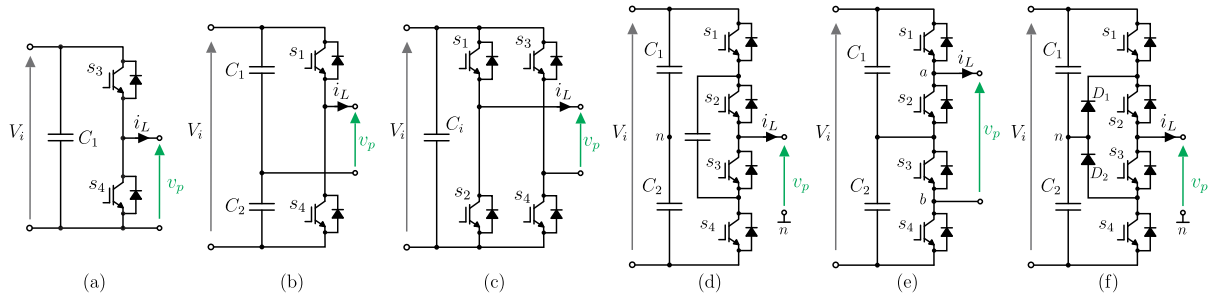 V_i C_1 s_3 i_L s_4 v_p
(a)
V_i C_1 s_1 i_L v_p C_2 s_4
(b)
V_i s_1 s_3 i_L C_i v_p s_2 s_4
(c)
V_i C_1 s_1 s_2 n i_L s_3 v_p C_2 s_4 n
(d)
V_i C_1 s_1 a i_L s_2 v_p s_3 C_2 b s_4
(e)
V_i C_1 s_1 D_1 s_2 n i_L s_3 D_2 v_p C_2 s_4 n
(f)